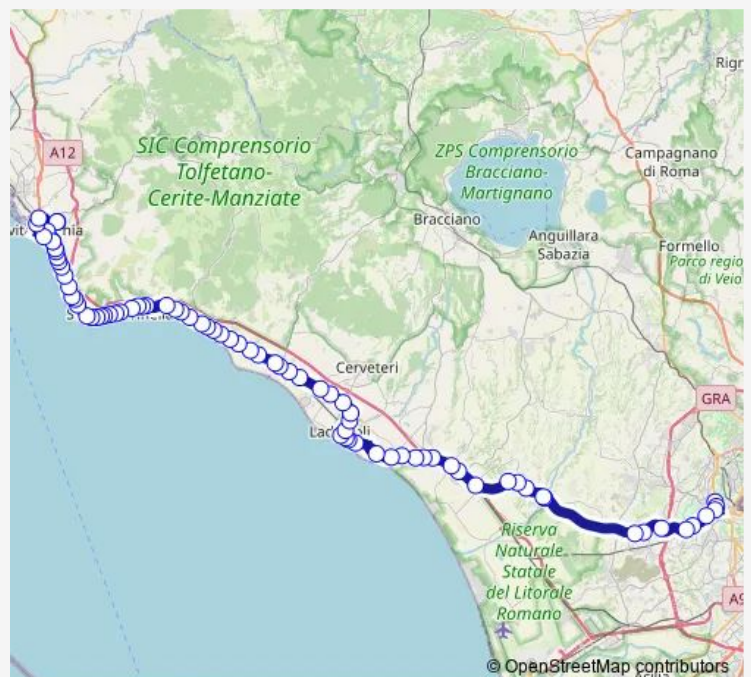 Rign
A12
SIC Comprensorio
Tolfetano-
Cerite-Manziate
ZPS Comprensorio
Bracciano-
Martignano
Campagnano
di Roma
Bracciano
Anguillara
Sabazia
Formello
Parco regio
di Veio
Cerveteri
GRA
Riserva
Naturale
Statale
del Litorale
Romano
© OpenStreetMap contributors